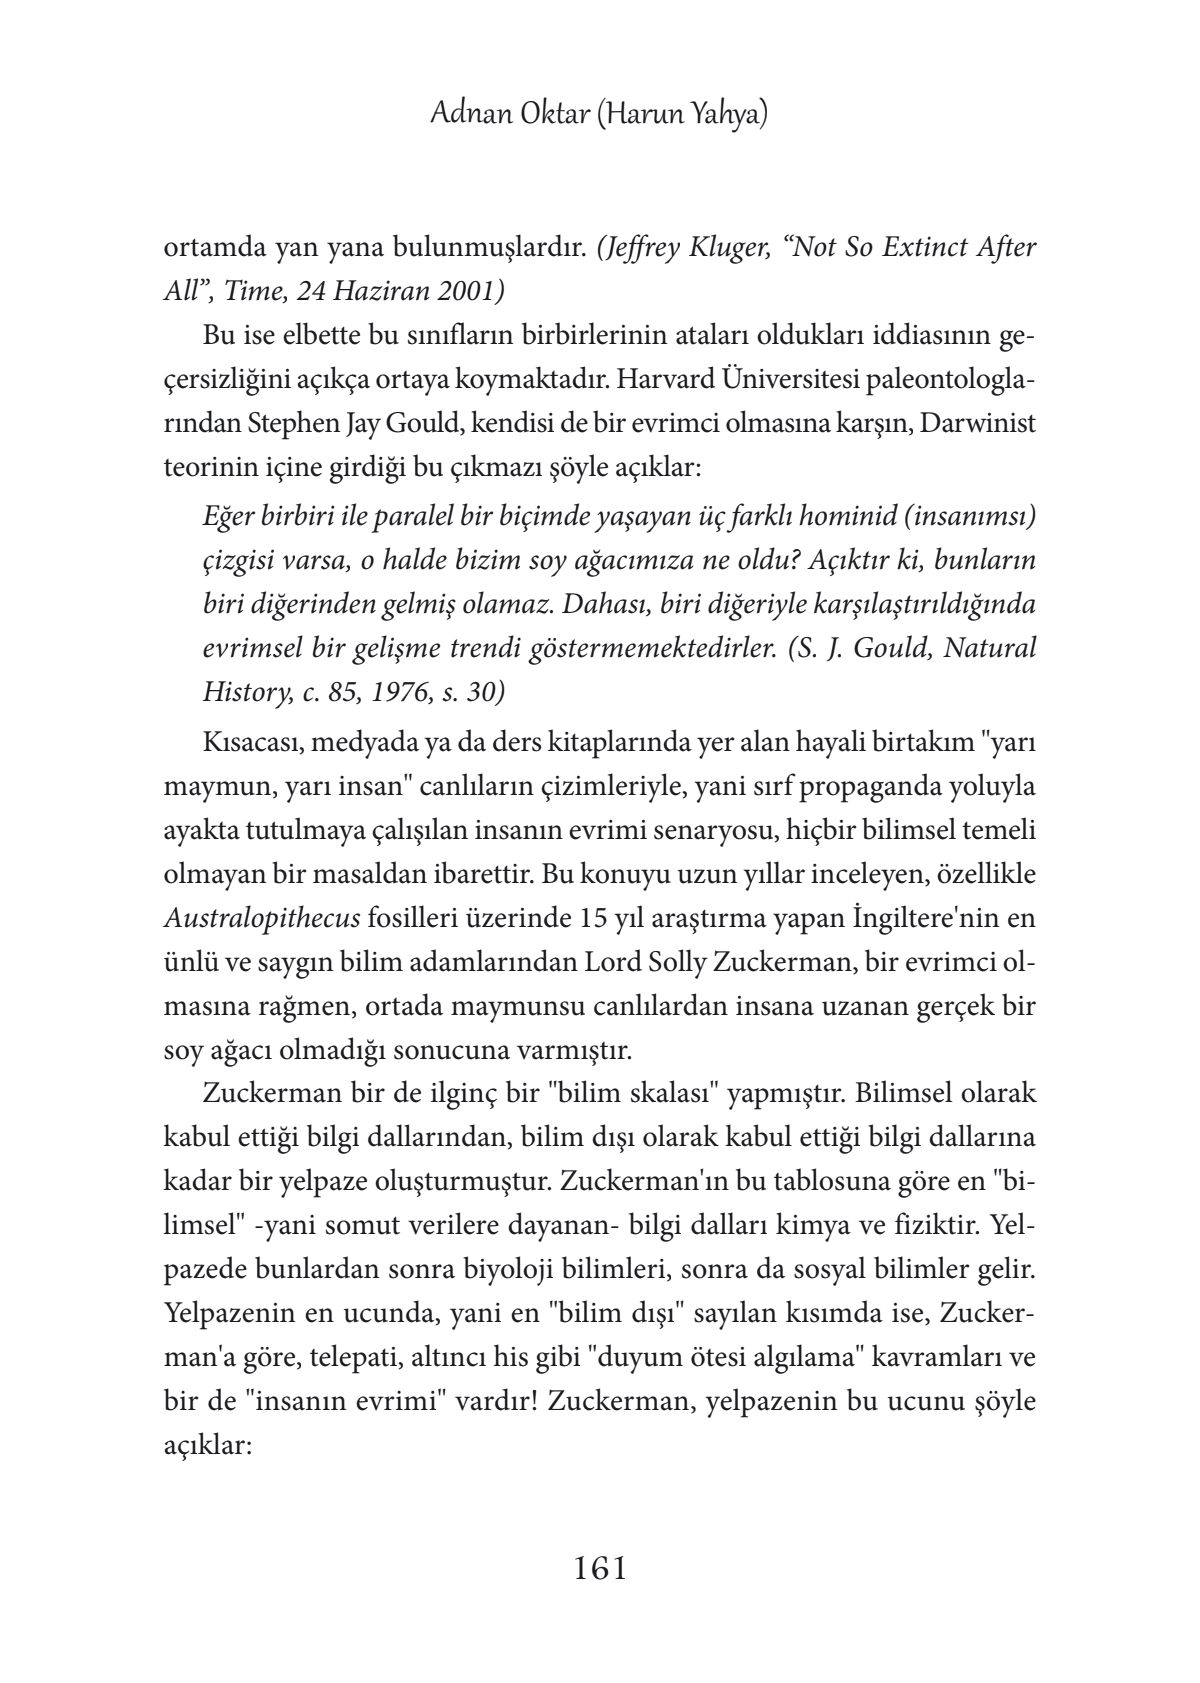 Adnan Oktar (Harun Yahya)
ortamda yan yana bulunmuşlardır. (Jeffrey Kluger, “Not So Extinct After
All”, Time, 24 Haziran 2001)
Bu ise elbette bu sınıfların birbirlerinin ataları oldukları iddiasının ge-
çersizliğini açıkça ortaya koymaktadır. Harvard Üniversitesi paleontologla-
rından Stephen Jay Gould, kendisi de bir evrimci olmasına karşın, Darwinist
teorinin içine girdiği bu çıkmazı şöyle açıklar:
Eğer birbiri ile paralel bir biçimde yaşayan üç farklı hominid (insanımsı)
çizgisi varsa, o halde bizim soy ağacımıza ne oldu? Açıktır ki, bunların
biri diğerinden gelmiş olamaz. Dahası, biri diğeriyle karşılaştırıldığında
evrimsel bir gelişme trendi göstermemektedirler. (S. J. Gould, Natural
History, c. 85, 1976, s. 30)
Kısacası, medyada ya da ders kitaplarında yer alan hayali birtakım "yarı
maymun, yarı insan" canlıların çizimleriyle, yani sırf propaganda yoluyla
ayakta tutulmaya çalışılan insanın evrimi senaryosu, hiçbir bilimsel temeli
olmayan bir masaldan ibarettir. Bu konuyu uzun yıllar inceleyen, özellikle
Australopithecus fosilleri üzerinde 15 yıl araştırma yapan İngiltere'nin en
ünlü ve saygın bilim adamlarından Lord Solly Zuckerman, bir evrimci ol-
masına rağmen, ortada maymunsu canlılardan insana uzanan gerçek bir
soy ağacı olmadığı sonucuna varmıştır.
Zuckerman bir de ilginç bir "bilim skalası" yapmıştır. Bilimsel olarak
kabul ettiği bilgi dallarından, bilim dışı olarak kabul ettiği bilgi dallarına
kadar bir yelpaze oluşturmuştur. Zuckerman'ın bu tablosuna göre en "bi-
limsel" -yani somut verilere dayanan- bilgi dalları kimya ve fiziktir. Yel-
pazede bunlardan sonra biyoloji bilimleri, sonra da sosyal bilimler gelir.
Yelpazenin en ucunda, yani en "bilim dışı" sayılan kısımda ise, Zucker-
man'a göre, telepati, altıncı his gibi "duyum ötesi algılama" kavramları ve
bir de "insanın evrimi" vardır! Zuckerman, yelpazenin bu ucunu şöyle
açıklar:
161